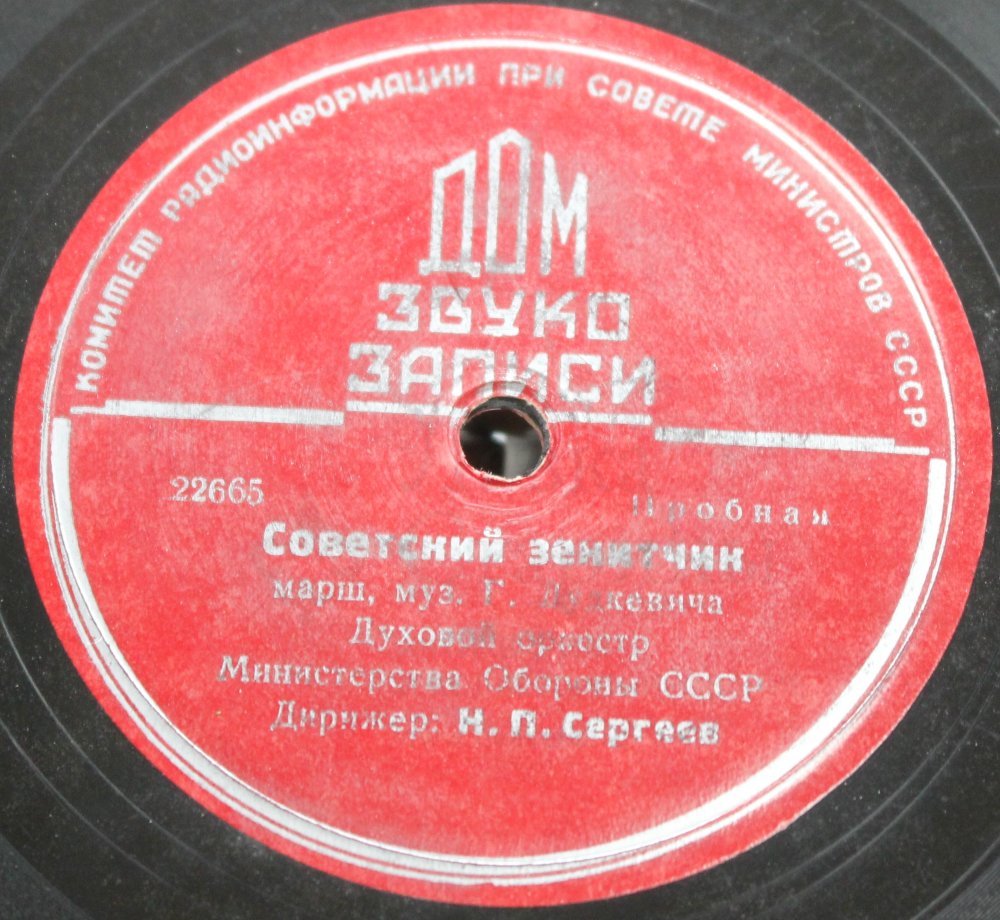 КОМИТЕТ РАДИОИНФОРМАЦИИ ПРИ СОВЕТЕ МИНИСТРОВ СССР
ДОМ
ЗВУКО
ЗАПИСИ
22665
Пробная
Советский зенитчик
марш, муз. Г.
Духовой оркестр
Министерства Обороны СССР
Дирижер: Н. П. Сергеев